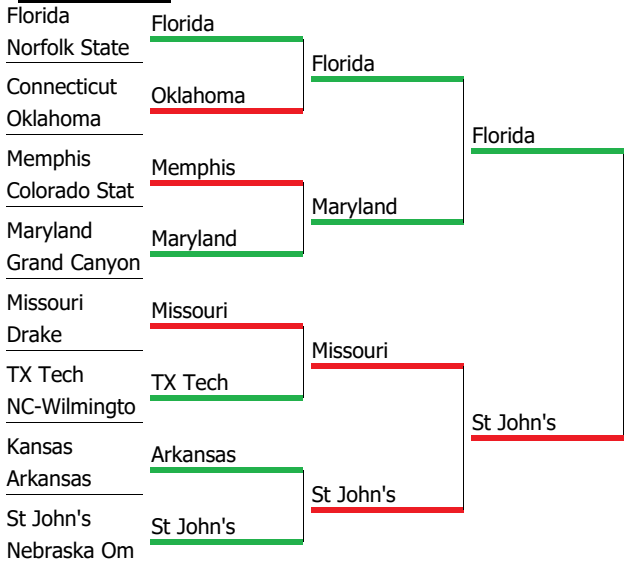 Florida
Norfolk State
Connecticut
Oklahoma
Memphis
Colorado Stat
Maryland
Grand Canyon
Missouri
Drake
TX Tech
NC-Wilmingto
Kansas
Arkansas
St John's
Nebraska Om
Florida
Oklahoma
Memphis
Maryland
Missouri
TX Tech
Arkansas
St John's
Florida
Maryland
Missouri
St John's
Florida
St John's